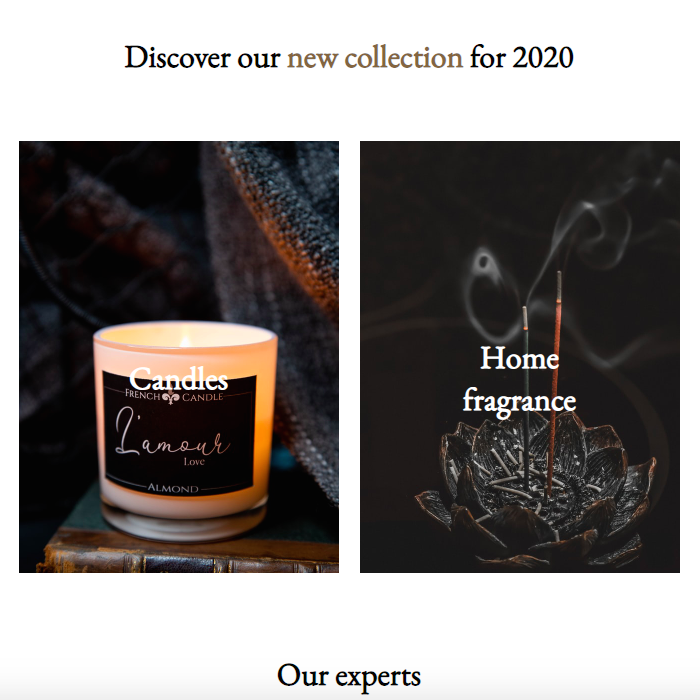 Discover our new collection for 2020
Candles
FRENCH CANDLE
L'amour
Love
ALMOND
Home
fragrance
Our experts